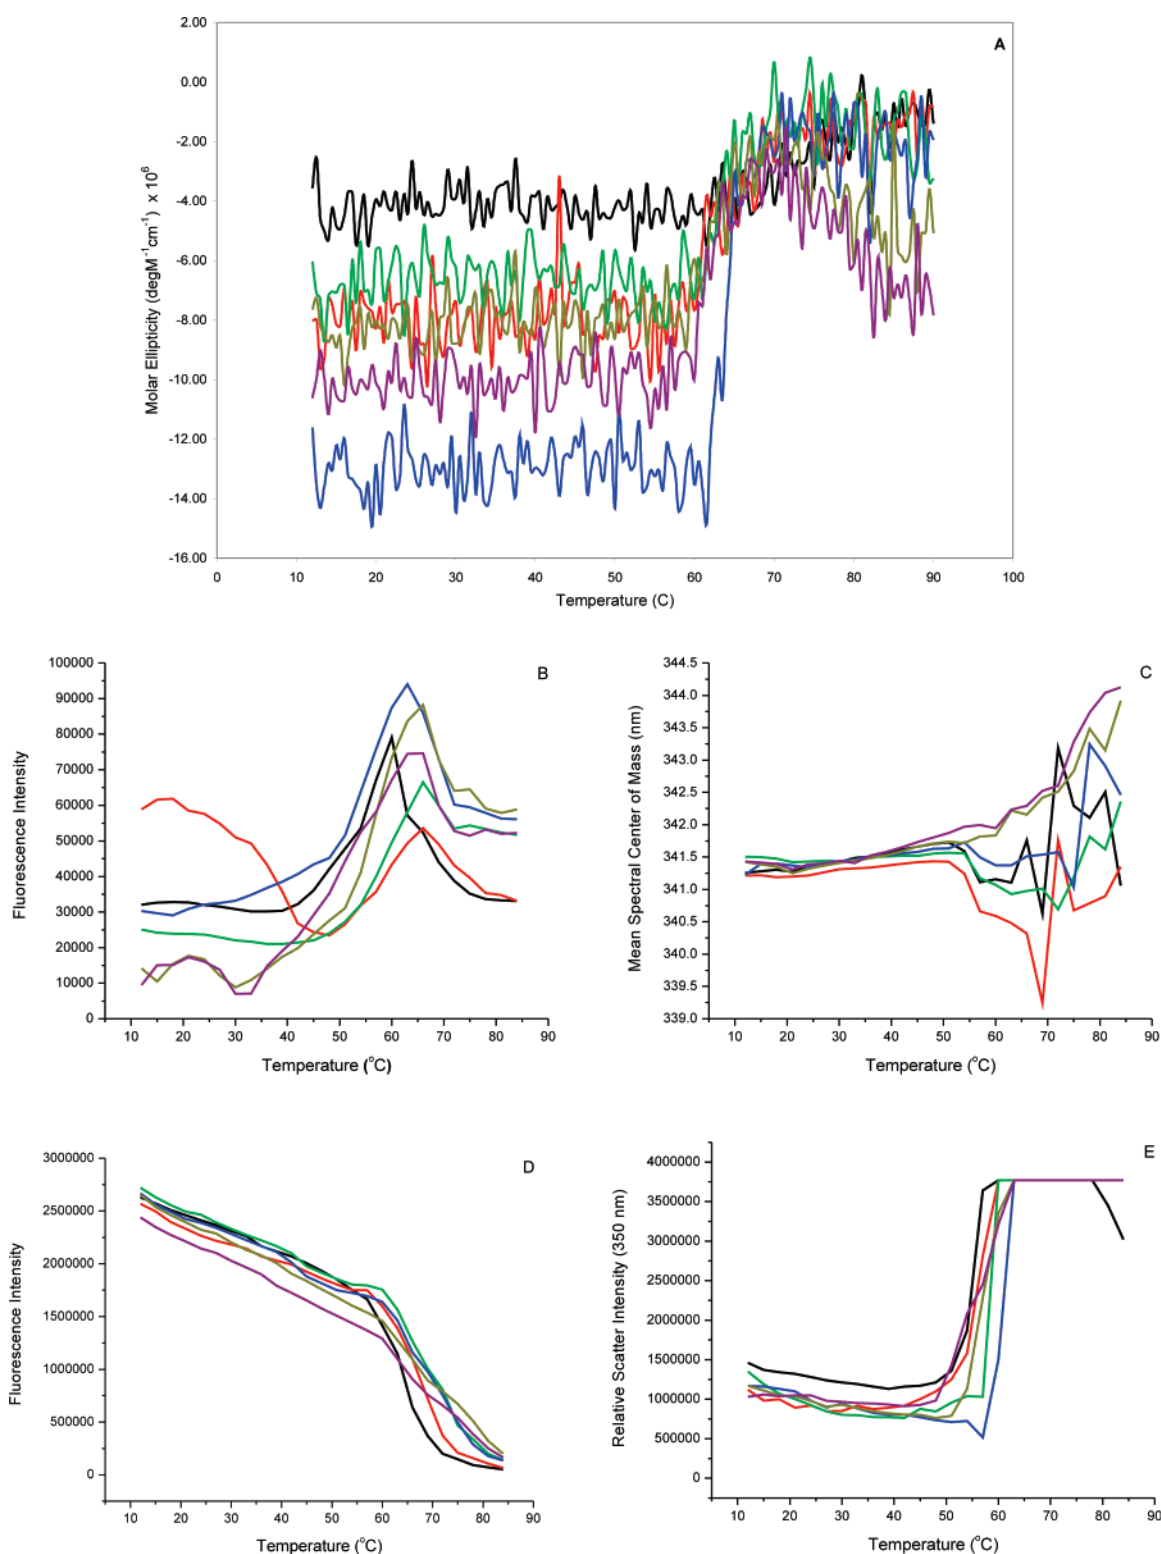 A
2.00
0.00
-2.00
-4.00
-6.00
-8.00
-10.00
-12.00
-14.00
-16.00
Molar Ellipticity (degM⁻¹cm⁻¹) x 10⁶
0 10 20 30 40 50 60 70 80 90 100
Temperature (C)
B
100000
90000
80000
70000
60000
50000
40000
30000
20000
10000
0
Fluorescence Intensity
10 20 30 40 50 60 70 80 90
Temperature (°C)
C
344.5
344.0
343.5
343.0
342.5
342.0
341.5
341.0
340.5
340.0
339.5
339.0
Mean Spectral Center of Mass (nm)
10 20 30 40 50 60 70 80 90
Temperature (°C)
D
3000000
2500000
2000000
1500000
1000000
500000
0
Fluorescence Intensity
10 20 30 40 50 60 70 80 90
Temperature (°C)
E
4000000
3500000
3000000
2500000
2000000
1500000
1000000
500000
0
Relative Scatter Intensity (350 nm)
10 20 30 40 50 60 70 80 90
Temperature (°C)